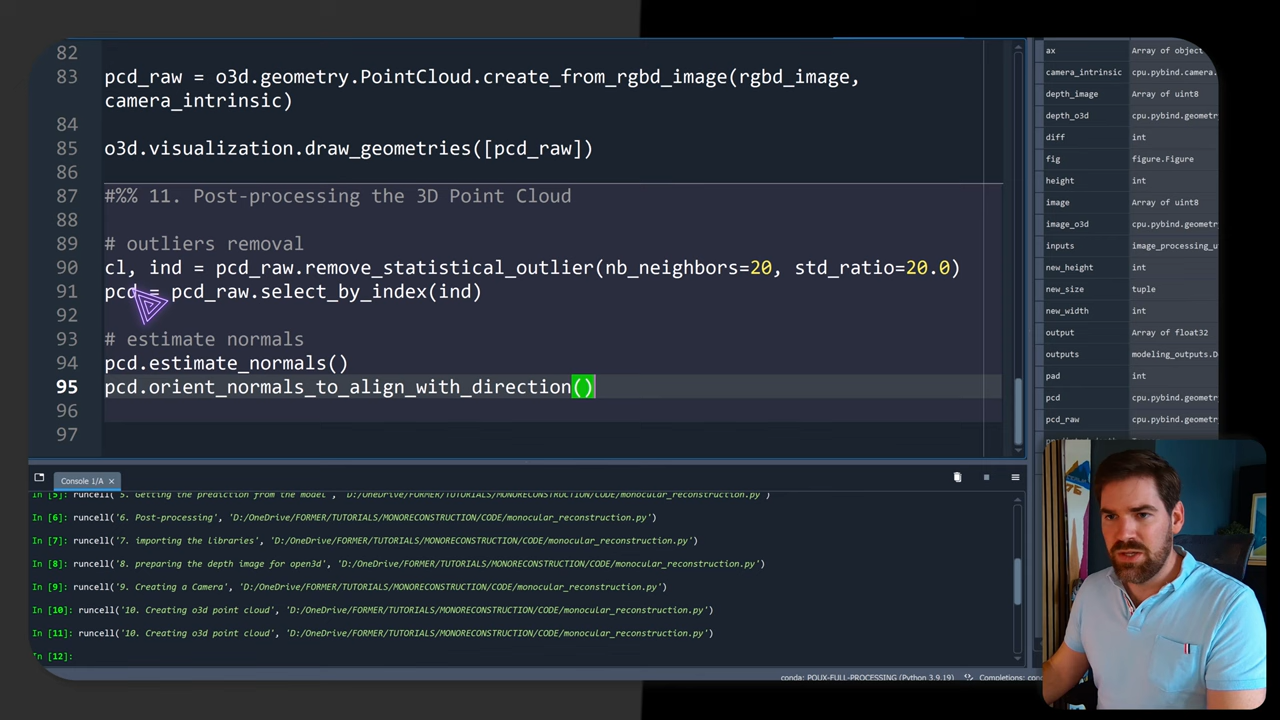 82
83 pcd_raw = o3d.geometry.PointCloud.create_from_rgbd_image(rgbd_image,
camera_intrinsic)
84
85 o3d.visualization.draw_geometries([pcd_raw])
86
87 #%% 11. Post-processing the 3D Point Cloud
88
89 # outliers removal
90 cl, ind = pcd_raw.remove_statistical_outlier(nb_neighbors=20, std_ratio=20.0)
91 pcd = pcd_raw.select_by_index(ind)
92
93 # estimate normals
94 pcd.estimate_normals()
95 pcd.orient_normals_to_align_with_direction()
96
97
ax Array of object
camera_intrinsic cpu.pybind.camera.
depth_image Array of uint8
depth_o3d cpu.pybind.geometr
diff int
fig figure.Figure
height int
image Array of uint8
image_o3d cpu.pybind.geometr
inputs image_processing_u
new_height int
new_size tuple
new_width int
output Array of float32
outputs modeling_outputs.D
pad int
pcd cpu.pybind.geometr
pcd_raw cpu.pybind.geometr
Console 1/A
In [5]: runcell('5. Getting the prediction from the model', 'D:/OneDrive/FORMER/TUTORIALS/MONORECONSTRUCTION/CODE/monocular_reconstruction.py')
In [6]: runcell('6. Post-processing', 'D:/OneDrive/FORMER/TUTORIALS/MONORECONSTRUCTION/CODE/monocular_reconstruction.py')
In [7]: runcell('7. importing the libraries', 'D:/OneDrive/FORMER/TUTORIALS/MONORECONSTRUCTION/CODE/monocular_reconstruction.py')
In [8]: runcell('8. preparing the depth image for open3d', 'D:/OneDrive/FORMER/TUTORIALS/MONORECONSTRUCTION/CODE/monocular_reconstruction.py')
In [9]: runcell('9. Creating a Camera', 'D:/OneDrive/FORMER/TUTORIALS/MONORECONSTRUCTION/CODE/monocular_reconstruction.py')
In [10]: runcell('10. Creating o3d point cloud', 'D:/OneDrive/FORMER/TUTORIALS/MONORECONSTRUCTION/CODE/monocular_reconstruction.py')
In [11]: runcell('10. Creating o3d point cloud', 'D:/OneDrive/FORMER/TUTORIALS/MONORECONSTRUCTION/CODE/monocular_reconstruction.py')
In [12]:
conda: POUX-FULL-PROCESSING (Python 3.9.19) Completions: con